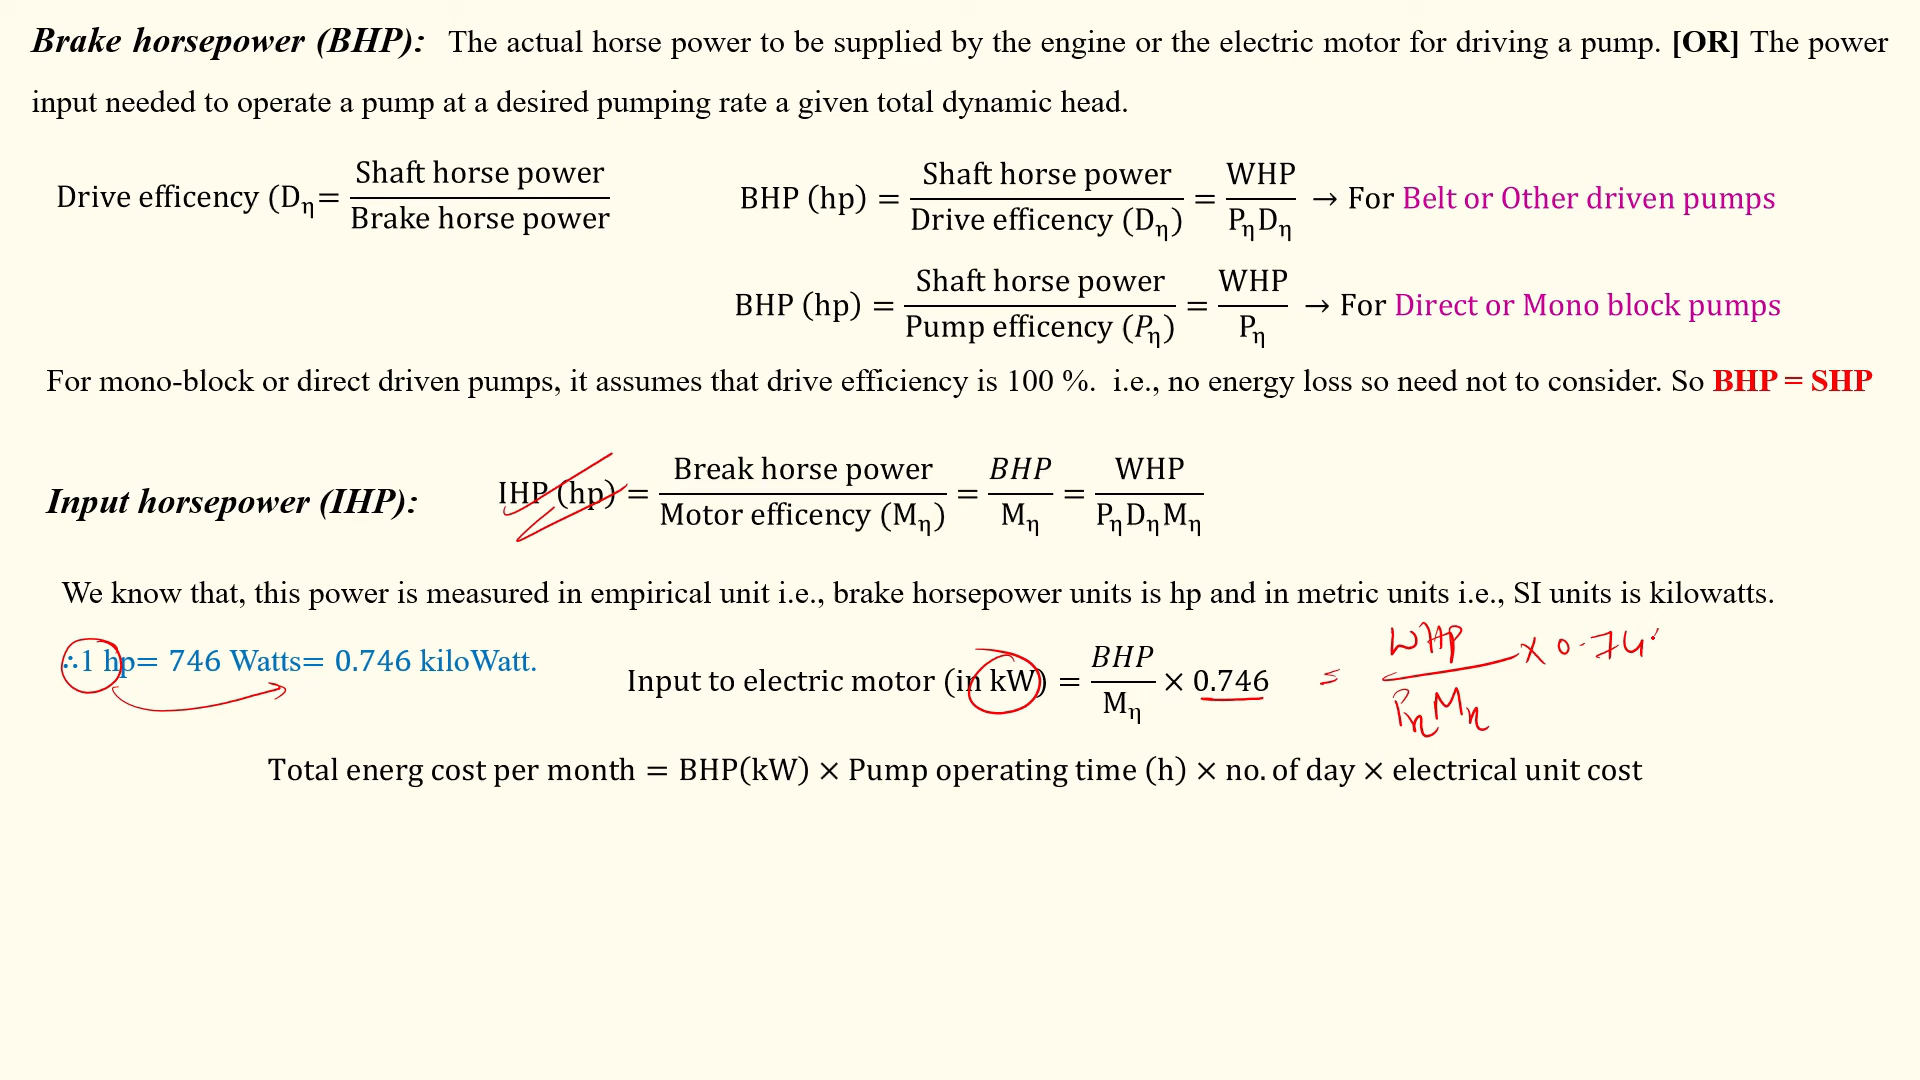 Brake horsepower (BHP): The actual horse power to be supplied by the engine or the electric motor for driving a pump. [OR] The power
input needed to operate a pump at a desired pumping rate a given total dynamic head.
Drive efficency (Dη= Shaft horse power / Brake horse power
BHP (hp) = Shaft horse power / Drive efficency (Dη) = WHP / PηDη → For Belt or Other driven pumps
BHP (hp) = Shaft horse power / Pump efficency (Pη) = WHP / Pη → For Direct or Mono block pumps
For mono-block or direct driven pumps, it assumes that drive efficiency is 100 %. i.e., no energy loss so need not to consider. So BHP = SHP
Input horsepower (IHP): IHP (hp) = Break horse power / Motor efficency (Mη) = BHP / Mη = WHP / PηDηMη
We know that, this power is measured in empirical unit i.e., brake horsepower units is hp and in metric units i.e., SI units is kilowatts.
∴1 hp= 746 Watts= 0.746 kiloWatt.
Input to electric motor (in kW) = BHP / Mη × 0.746 = WHP / PηMη × 0.74
Total energ cost per month = BHP(kW) × Pump operating time (h) × no. of day × electrical unit cost